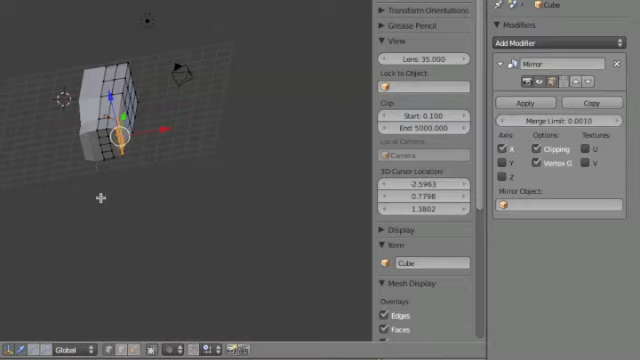 Transform Orientations
Grease Pencil
View
Lens: 35.000
Lock to Object:
Clip:
Start: 0.100
End: 5000.000
Local Camera:
Camera
3D Cursor Location:
-2.5963
0.7798
1.3802
Display
Item
Cube
Mesh Display
Overlays:
Edges
Faces
Global
Cube
Modifiers
Add Modifier
Mirror
Apply
Copy
Merge Limit: 0.0010
Axis:
Options:
Textures:
X
Clipping
U
Y
Vertex G
V
Z
Mirror Object: